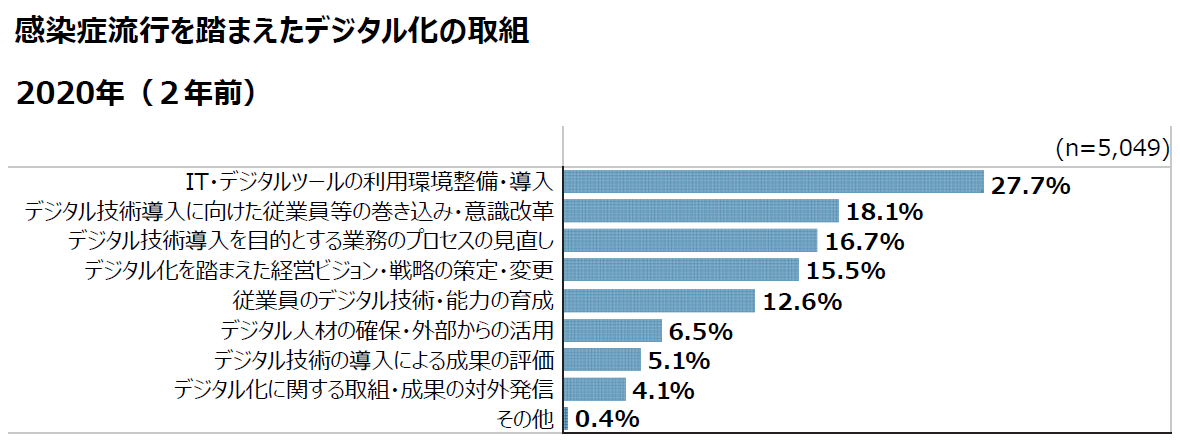 感染症流行を踏まえたデジタル化の取組
2020年（２年前）
(n=5,049)
IT・デジタルツールの利用環境整備・導入 27.7%
デジタル技術導入に向けた従業員等の巻き込み・意識改革 18.1%
デジタル技術導入を目的とする業務のプロセスの見直し 16.7%
デジタル化を踏まえた経営ビジョン・戦略の策定・変更 15.5%
従業員のデジタル技術・能力の育成 12.6%
デジタル人材の確保・外部からの活用 6.5%
デジタル技術の導入による成果の評価 5.1%
デジタル化に関する取組・成果の対外発信 4.1%
その他 0.4%